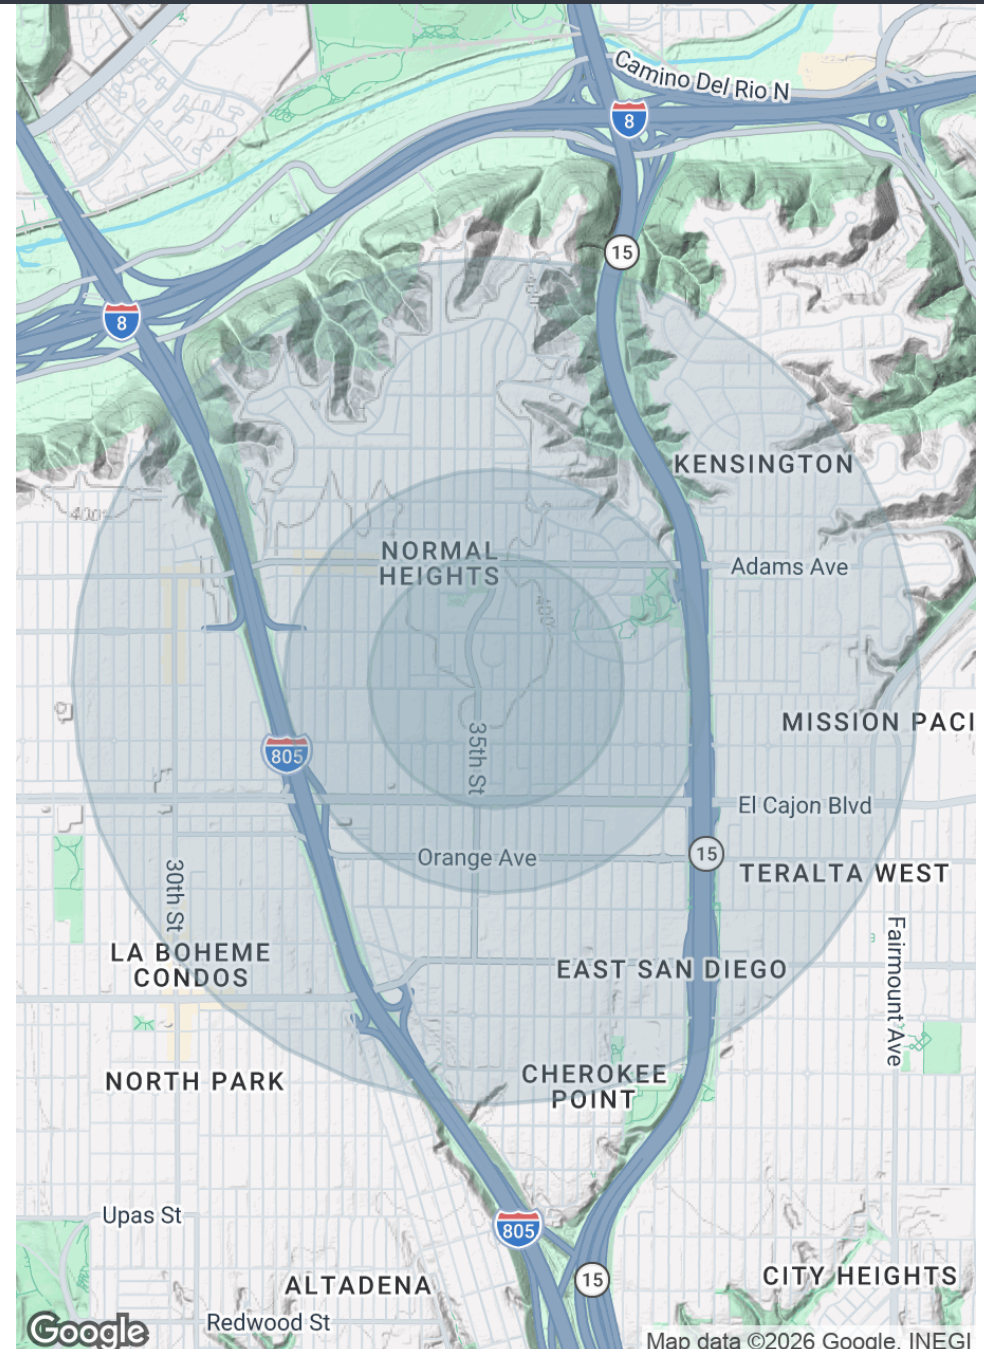 Camino Del Rio N
8
15
8
KENSINGTON
400
NORMAL
HEIGHTS
Adams Ave
400
MISSION PACI
35th St
805
El Cajon Blvd
Orange Ave
15
TERALTA WEST
30th St
LA BOHEME
CONDOS
EAST SAN DIEGO
Fairmount Ave
NORTH PARK
CHEROKEE
POINT
Upas St
805
15
CITY HEIGHTS
ALTADENA
Redwood St
Google
Map data ©2026 Google, INEGI